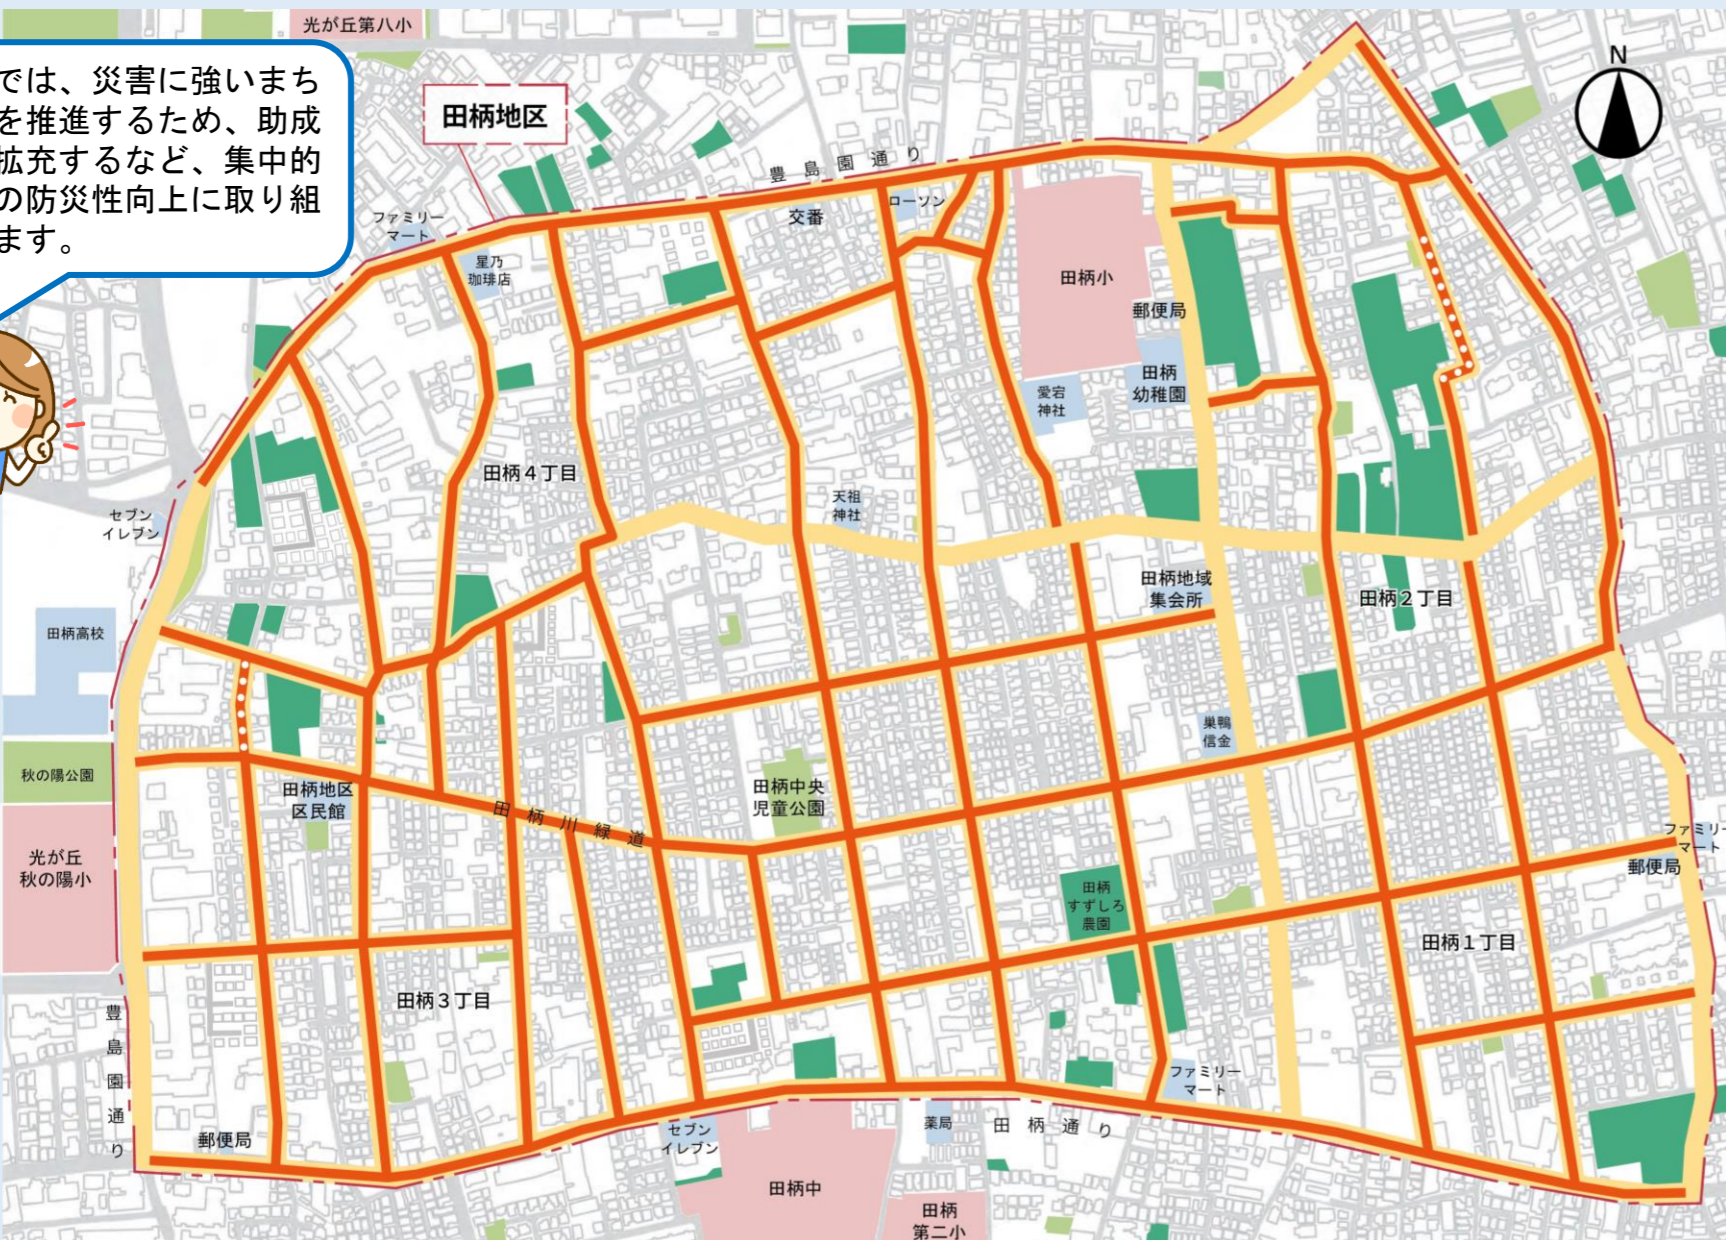 光が丘第八小
では、災害に強いまち
を推進するため、助成
拡充するなど、集中的
の防災性向上に取り組
ます。
田柄地区
N
豊島園通り
ファミリー
マート
交番
ローソン
星乃
珈琲店
田柄小
郵便局
田柄
幼稚園
愛宕
神社
田柄4丁目
天祖
神社
セブン
イレブン
田柄地域
集会所
田柄2丁目
田柄高校
巣鴨
信金
秋の陽公園
田柄地区
区民館
田柄中央
児童公園
田柄川緑道
ファミリー
マート
郵便局
光が丘
秋の陽小
田柄
すずしろ
農園
田柄1丁目
田柄3丁目
豊島園通り
ファミリー
マート
郵便局
セブン
イレブン
薬局
田柄通り
田柄中
田柄
第二小